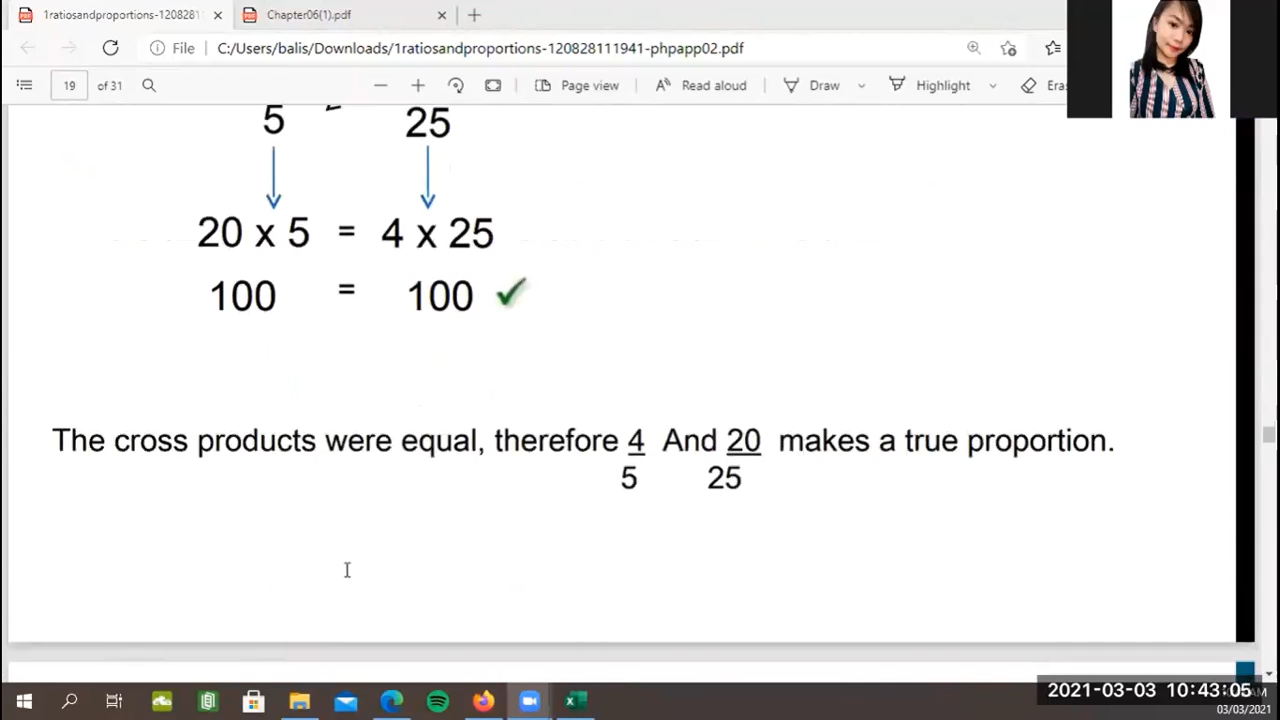 1ratiosandproportions-1208281119
Chapter06(1).pdf
File C:/Users/balis/Downloads/1ratiosandproportions-120828111941-phpapp02.pdf
19 of 31 Page view Read aloud Draw Highlight
5 25
20 x 5 = 4 x 25
100 = 100 ✓
The cross products were equal, therefore 4 And 20 makes a true proportion.
5 25
2021-03-03 10:43:05
03/03/2021